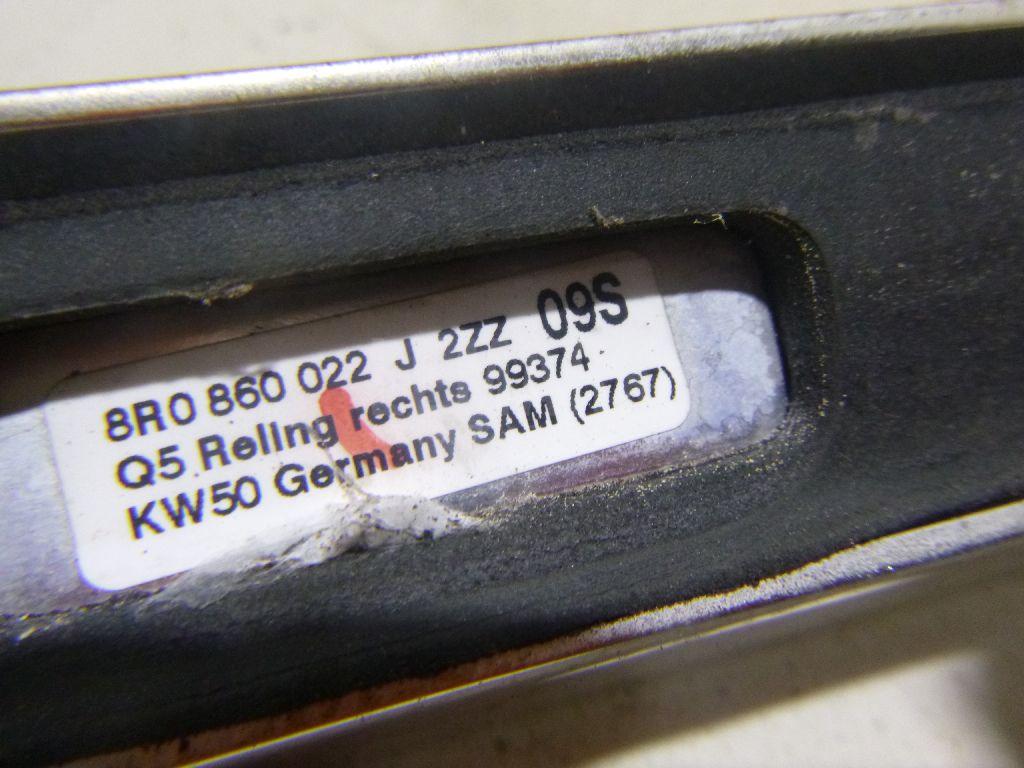 8R0 860 022 J 2ZZ 09S
Q5 Reling rechts 99374
KW50 Germany SAM (2767)